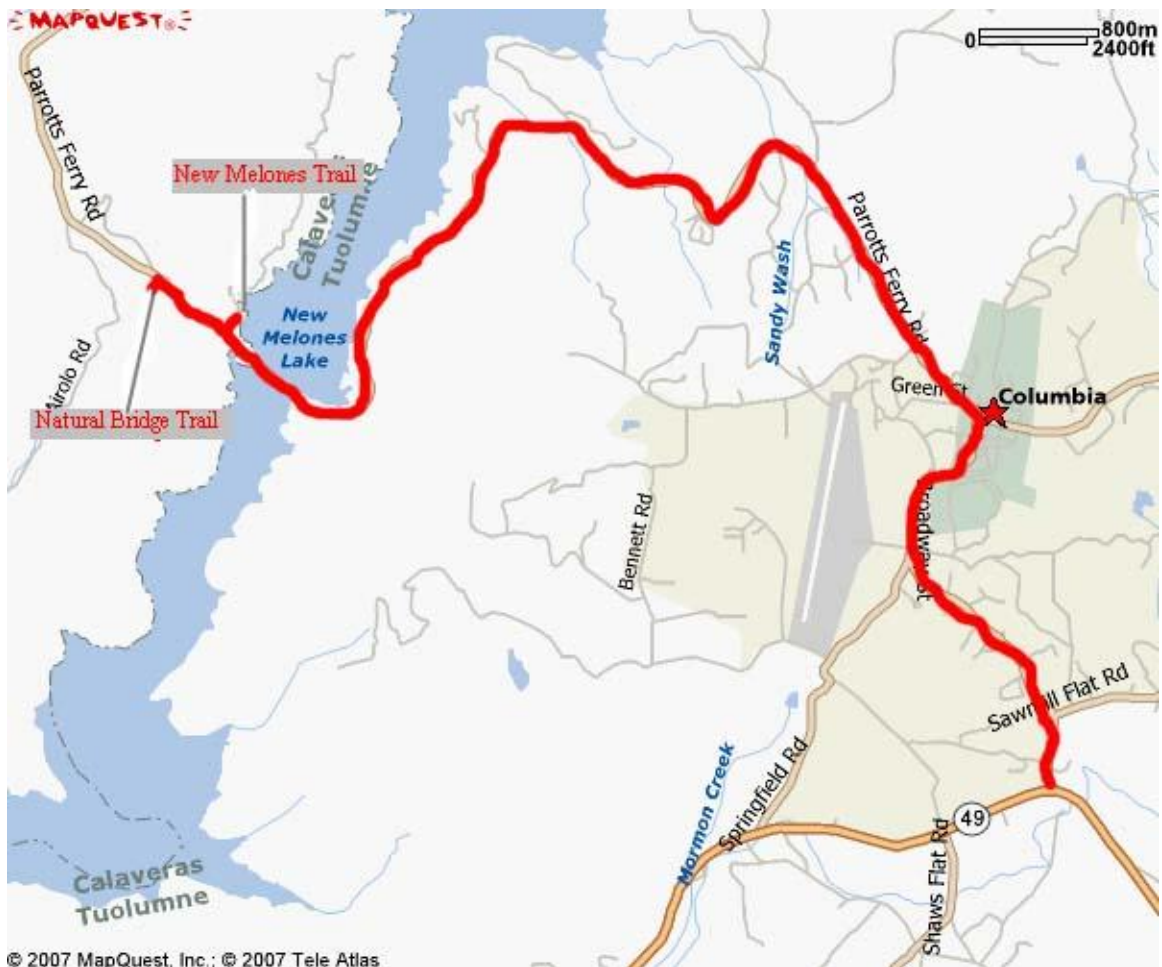 MAPQUEST®
0 800m
2400ft
Parrotts Ferry Rd
New Melones Trail
Calaveras
Tuolumne
Parrotts Ferry Rd
Sandy Wash
New
Melones
Lake
Airolo Rd
Natural Bridge Trail
Green St
Columbia
Broadway St
Bennett Rd
Sawmill Flat Rd
Mormon Creek
Springfield Rd
49
Shaws Flat Rd
Calaveras
Tuolumne
© 2007 MapQuest, Inc.; © 2007 Tele Atlas